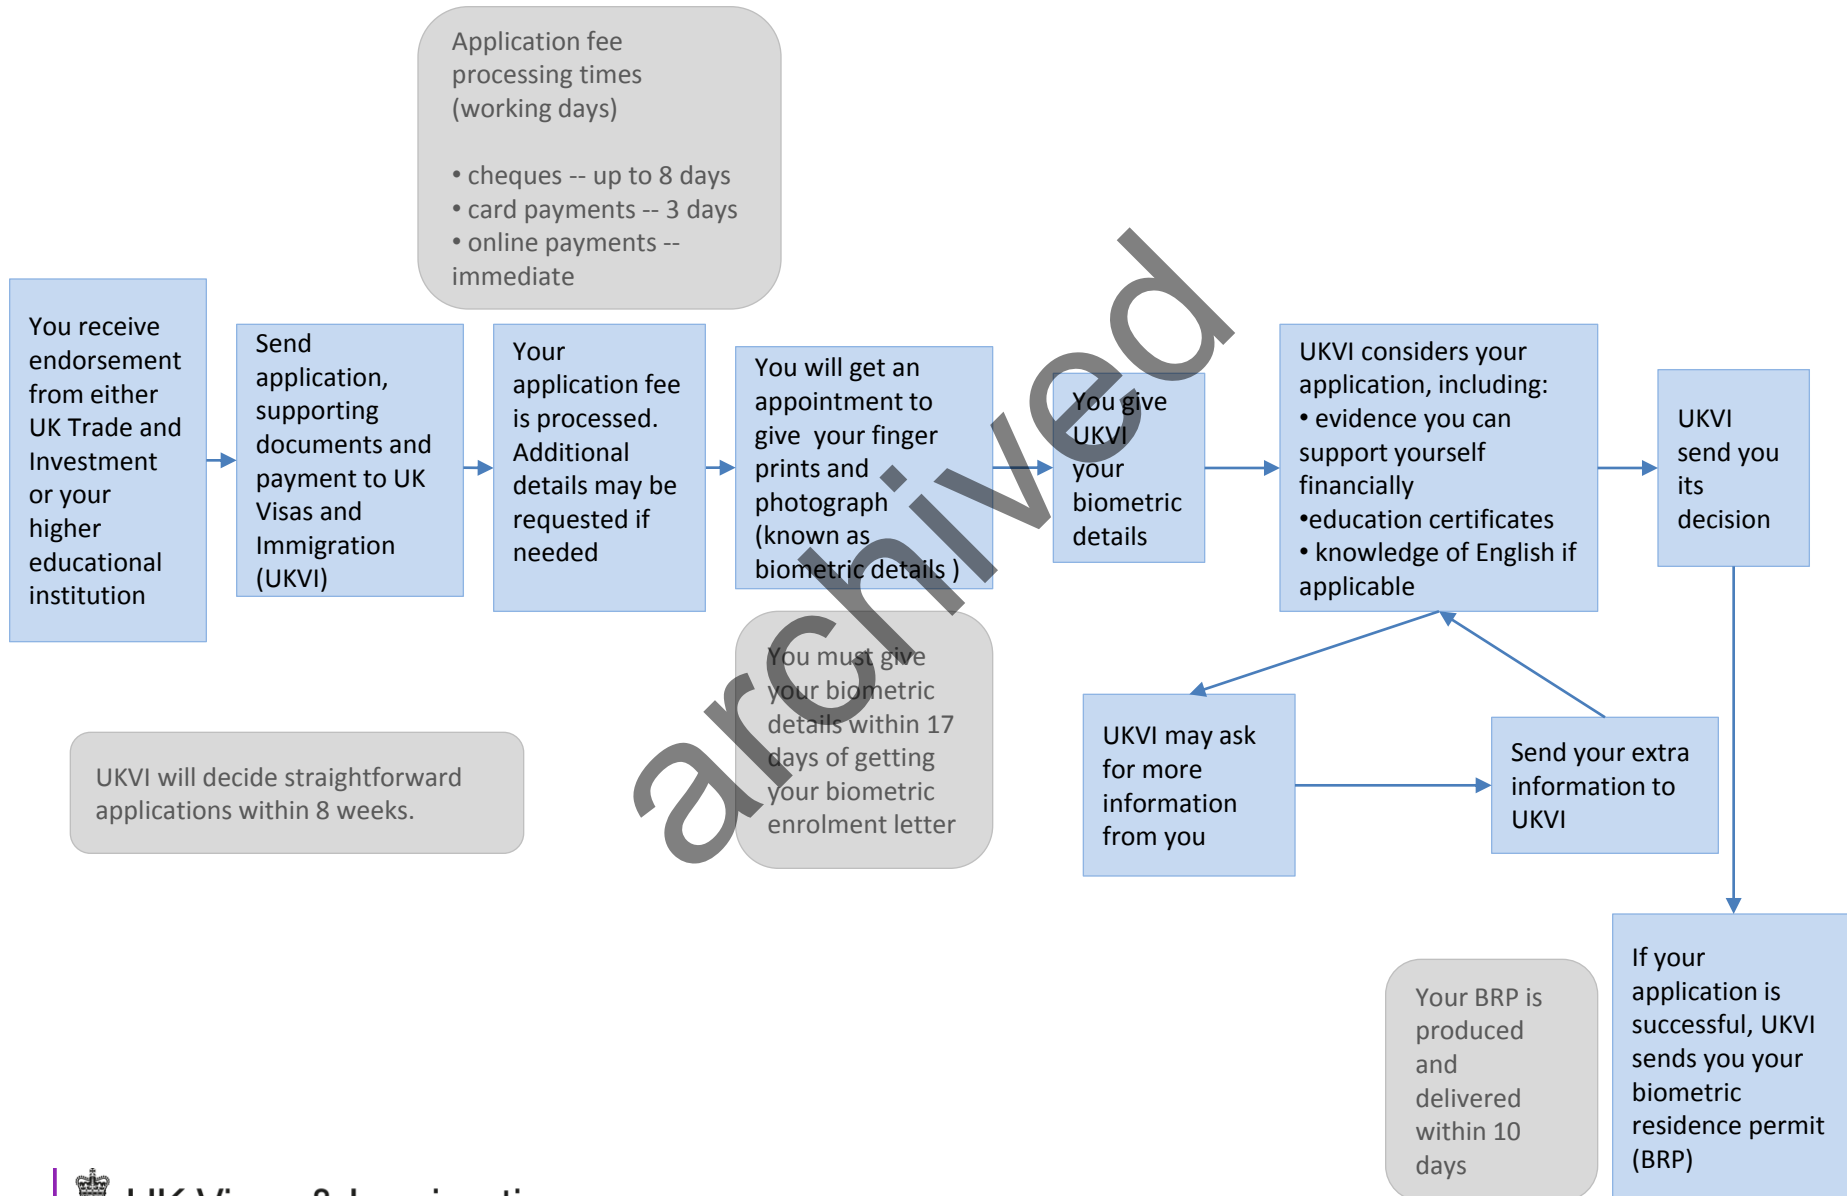 Application fee
processing times
(working days)
• cheques -- up to 8 days
• card payments -- 3 days
• online payments --
immediate
You receive
endorsement
from either
UK Trade and
Investment
or your
higher
educational
institution
Send
application,
supporting
documents and
payment to UK
Visas and
Immigration
(UKVI)
Your
application fee
is processed.
Additional
details may be
requested if
needed
You will get an
appointment to
give your finger
prints and
photograph
(known as
biometric details )
You give
UKVI
your
biometric
details
UKVI considers your
application, including:
• evidence you can
support yourself
financially
•education certificates
• knowledge of English if
applicable
UKVI
send you
its
decision
archived
You must give
your biometric
details within 17
days of getting
your biometric
enrolment letter
UKVI will decide straightforward
applications within 8 weeks.
UKVI may ask
for more
information
from you
Send your extra
information to
UKVI
Your BRP is
produced
and
delivered
within 10
days
If your
application is
successful, UKVI
sends you your
biometric
residence permit
(BRP)